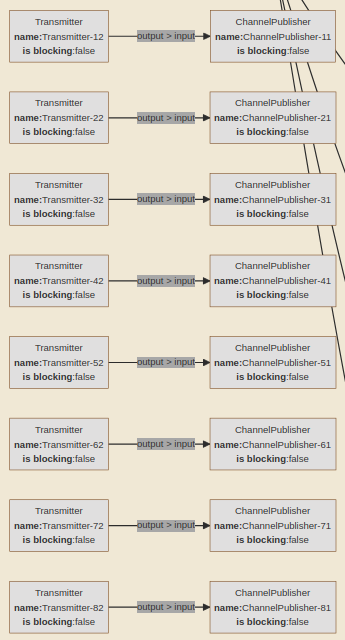 Transmitter
name:Transmitter-12
is blocking:false
output > input
ChannelPublisher
name:ChannelPublisher-11
is blocking:false
Transmitter
name:Transmitter-22
is blocking:false
output > input
ChannelPublisher
name:ChannelPublisher-21
is blocking:false
Transmitter
name:Transmitter-32
is blocking:false
output > input
ChannelPublisher
name:ChannelPublisher-31
is blocking:false
Transmitter
name:Transmitter-42
is blocking:false
output > input
ChannelPublisher
name:ChannelPublisher-41
is blocking:false
Transmitter
name:Transmitter-52
is blocking:false
output > input
ChannelPublisher
name:ChannelPublisher-51
is blocking:false
Transmitter
name:Transmitter-62
is blocking:false
output > input
ChannelPublisher
name:ChannelPublisher-61
is blocking:false
Transmitter
name:Transmitter-72
is blocking:false
output > input
ChannelPublisher
name:ChannelPublisher-71
is blocking:false
Transmitter
name:Transmitter-82
is blocking:false
output > input
ChannelPublisher
name:ChannelPublisher-81
is blocking:false